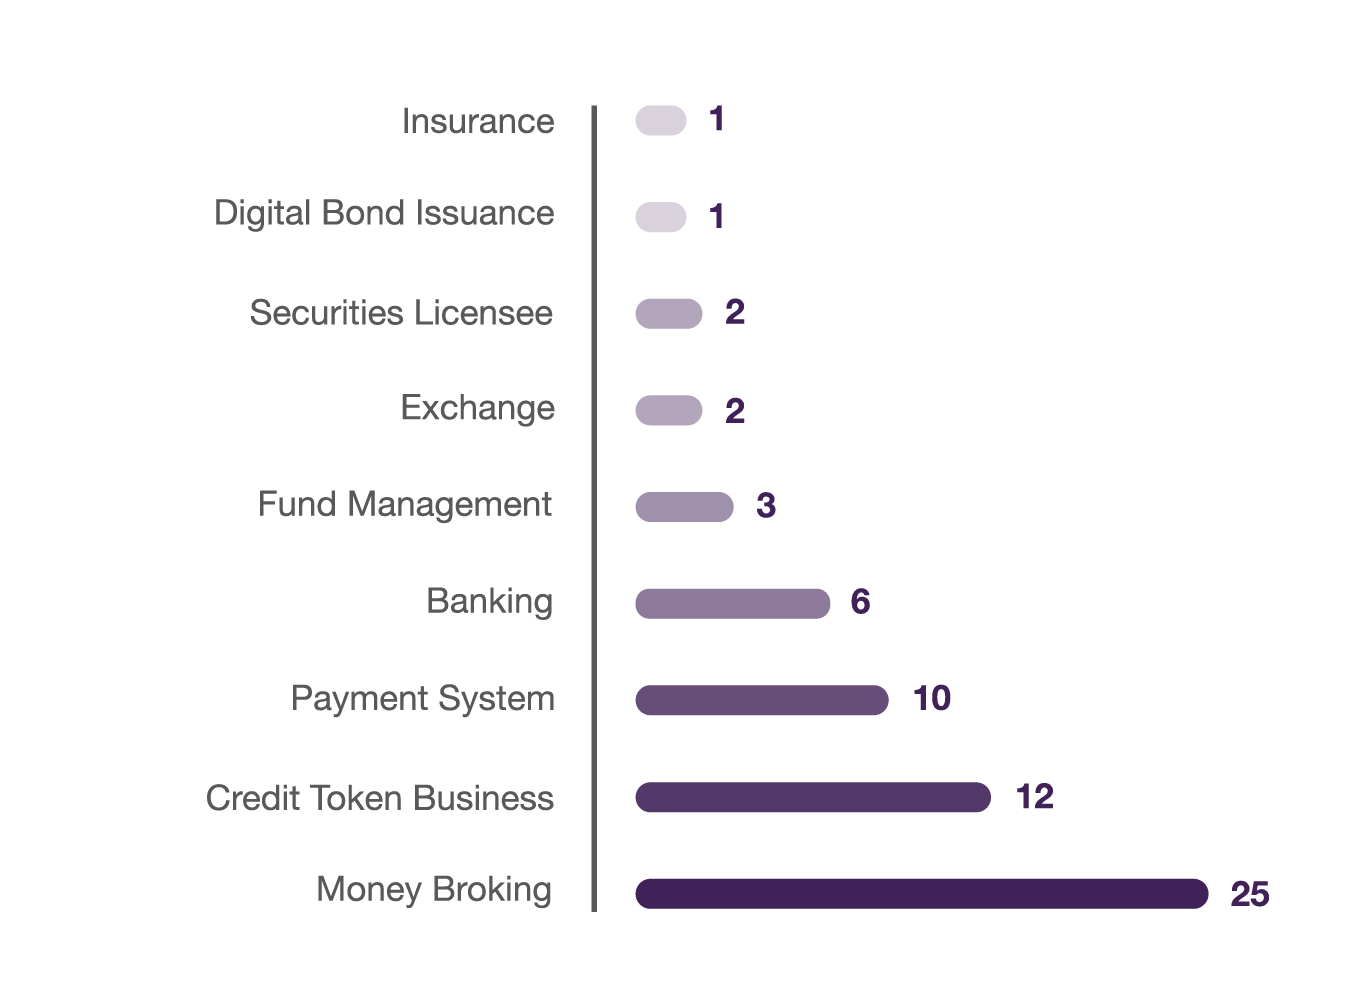 Insurance 1
Digital Bond Issuance 1
Securities Licensee 2
Exchange 2
Fund Management 3
Banking 6
Payment System 10
Credit Token Business 12
Money Broking 25